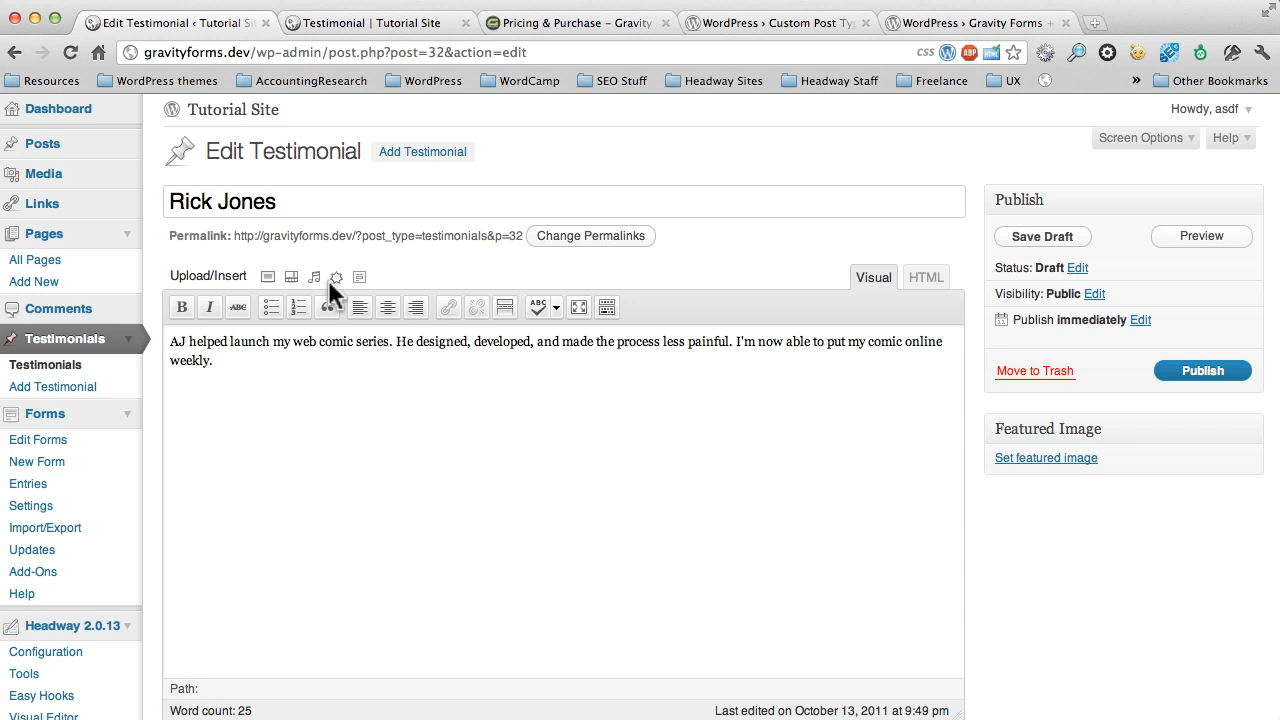 Edit Testimonial ‹ Tutorial Si
Testimonial | Tutorial Site
Pricing & Purchase – Gravity
WordPress › Custom Post Typ
WordPress › Gravity Forms +
gravityforms.dev/wp-admin/post.php?post=32&action=edit
CSS
ABP
Resources
WordPress themes
AccountingResearch
WordPress
WordCamp
SEO Stuff
Headway Sites
Headway Staff
Freelance
UX
»
Other Bookmarks
Dashboard
Posts
Media
Links
Pages
All Pages
Add New
Comments
Testimonials
Testimonials
Add Testimonial
Forms
Edit Forms
New Form
Entries
Settings
Import/Export
Updates
Add-Ons
Help
Headway 2.0.13
Configuration
Tools
Easy Hooks
Visual Editor
Tutorial Site
Howdy, asdf
Screen Options
Help
Edit Testimonial
Add Testimonial
Rick Jones
Permalink: http://gravityforms.dev/?post_type=testimonials&p=32
Change Permalinks
Upload/Insert
Visual
HTML
B
I
ABC
ABC
AJ helped launch my web comic series. He designed, developed, and made the process less painful. I'm now able to put my comic online
weekly.
Path:
Word count: 25
Last edited on October 13, 2011 at 9:49 pm
Publish
Save Draft
Preview
Status: Draft Edit
Visibility: Public Edit
Publish immediately Edit
Move to Trash
Publish
Featured Image
Set featured image